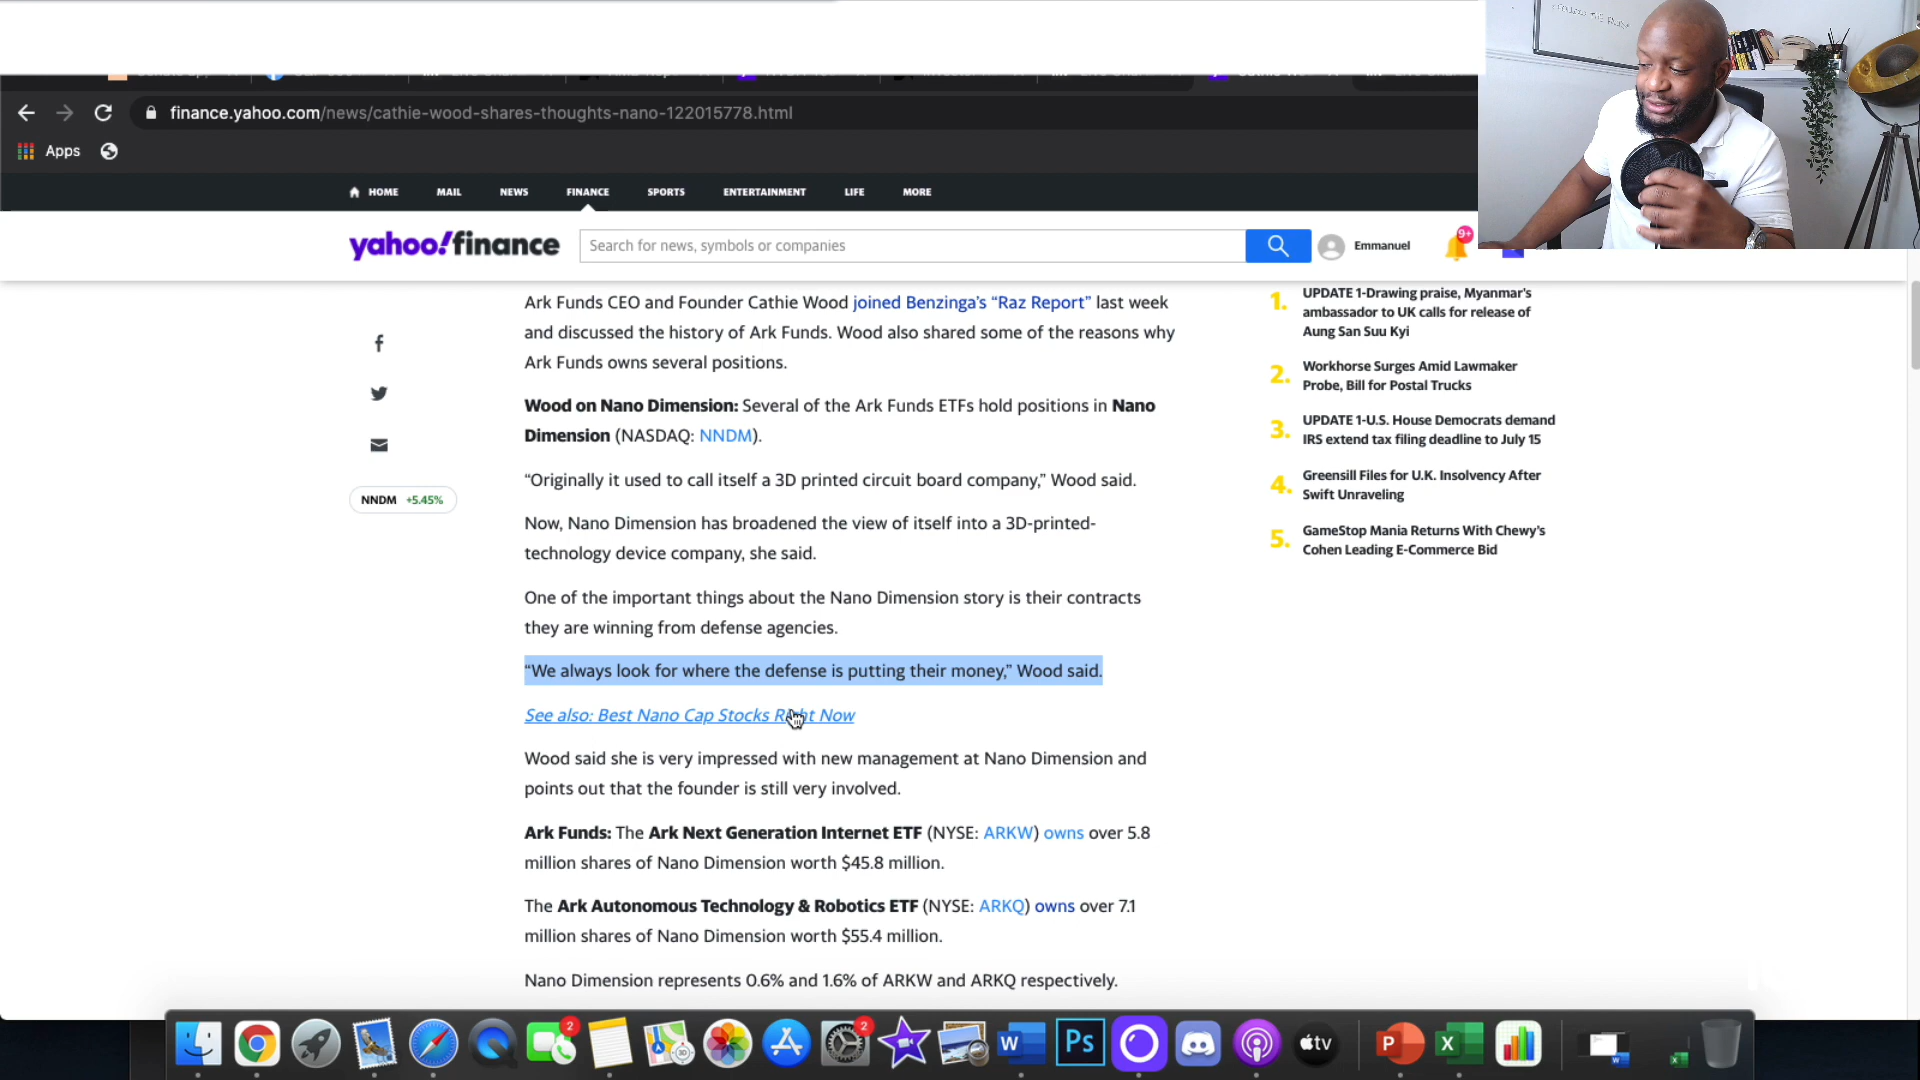 finance.yahoo.com/news/cathie-wood-shares-thoughts-nano-122015778.html
Apps
HOME MAIL NEWS FINANCE SPORTS ENTERTAINMENT LIFE MORE
yahoo!finance
Search for news, symbols or companies
Emmanuel
9+
Ark Funds CEO and Founder Cathie Wood joined Benzinga's “Raz Report” last week
and discussed the history of Ark Funds. Wood also shared some of the reasons why
Ark Funds owns several positions.
Wood on Nano Dimension: Several of the Ark Funds ETFs hold positions in Nano
Dimension (NASDAQ: NNDM).
NNDM +5.45%
“Originally it used to call itself a 3D printed circuit board company,” Wood said.
Now, Nano Dimension has broadened the view of itself into a 3D-printed-
technology device company, she said.
One of the important things about the Nano Dimension story is their contracts
they are winning from defense agencies.
“We always look for where the defense is putting their money,” Wood said.
See also: Best Nano Cap Stocks Right Now
Wood said she is very impressed with new management at Nano Dimension and
points out that the founder is still very involved.
Ark Funds: The Ark Next Generation Internet ETF (NYSE: ARKW) owns over 5.8
million shares of Nano Dimension worth $45.8 million.
The Ark Autonomous Technology & Robotics ETF (NYSE: ARKQ) owns over 7.1
million shares of Nano Dimension worth $55.4 million.
Nano Dimension represents 0.6% and 1.6% of ARKW and ARKQ respectively.
1. UPDATE 1-Drawing praise, Myanmar's
ambassador to UK calls for release of
Aung San Suu Kyi
2. Workhorse Surges Amid Lawmaker
Probe, Bill for Postal Trucks
3. UPDATE 1-U.S. House Democrats demand
IRS extend tax filing deadline to July 15
4. Greensill Files for U.K. Insolvency After
Swift Unraveling
5. GameStop Mania Returns With Chewy's
Cohen Leading E-Commerce Bid
2
3D
2
W
Ps
tv
P
X